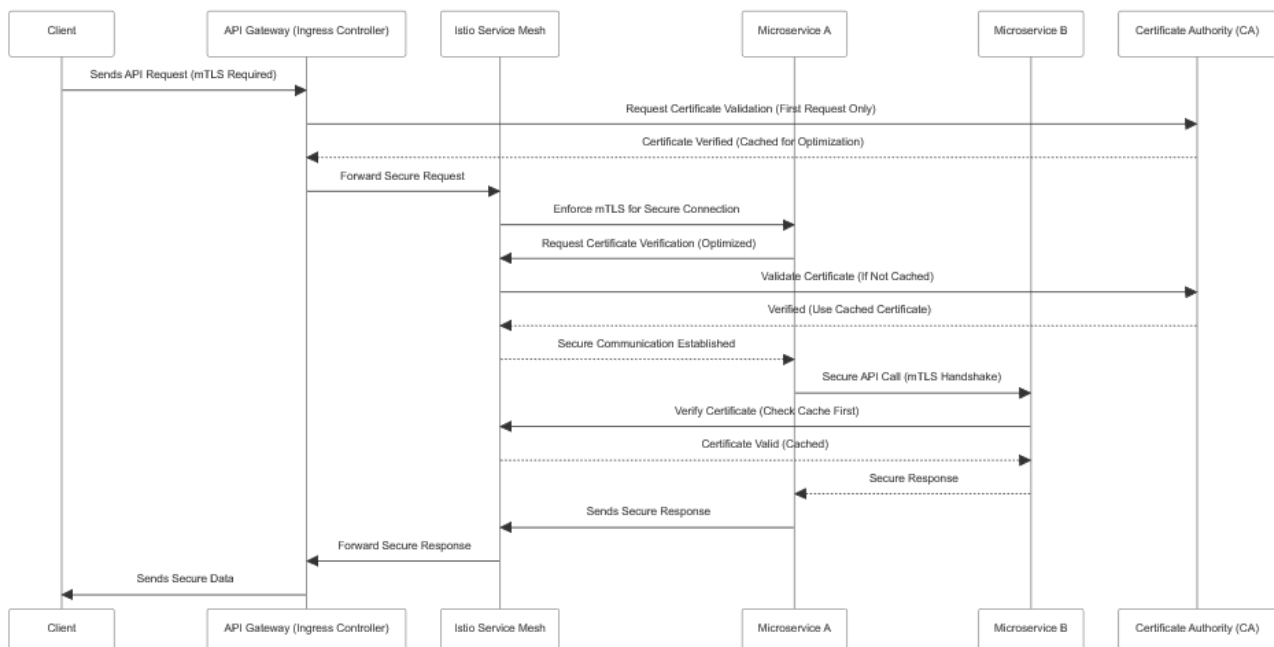 Client
API Gateway (Ingress Controller)
Istio Service Mesh
Microservice A
Microservice B
Certificate Authority (CA)
Sends API Request (mTLS Required)
Request Certificate Validation (First Request Only)
Certificate Verified (Cached for Optimization)
Forward Secure Request
Enforce mTLS for Secure Connection
Request Certificate Verification (Optimized)
Validate Certificate (If Not Cached)
Verified (Use Cached Certificate)
Secure Communication Established
Secure API Call (mTLS Handshake)
Verify Certificate (Check Cache First)
Certificate Valid (Cached)
Secure Response
Sends Secure Response
Forward Secure Response
Sends Secure Data
Client
API Gateway (Ingress Controller)
Istio Service Mesh
Microservice A
Microservice B
Certificate Authority (CA)